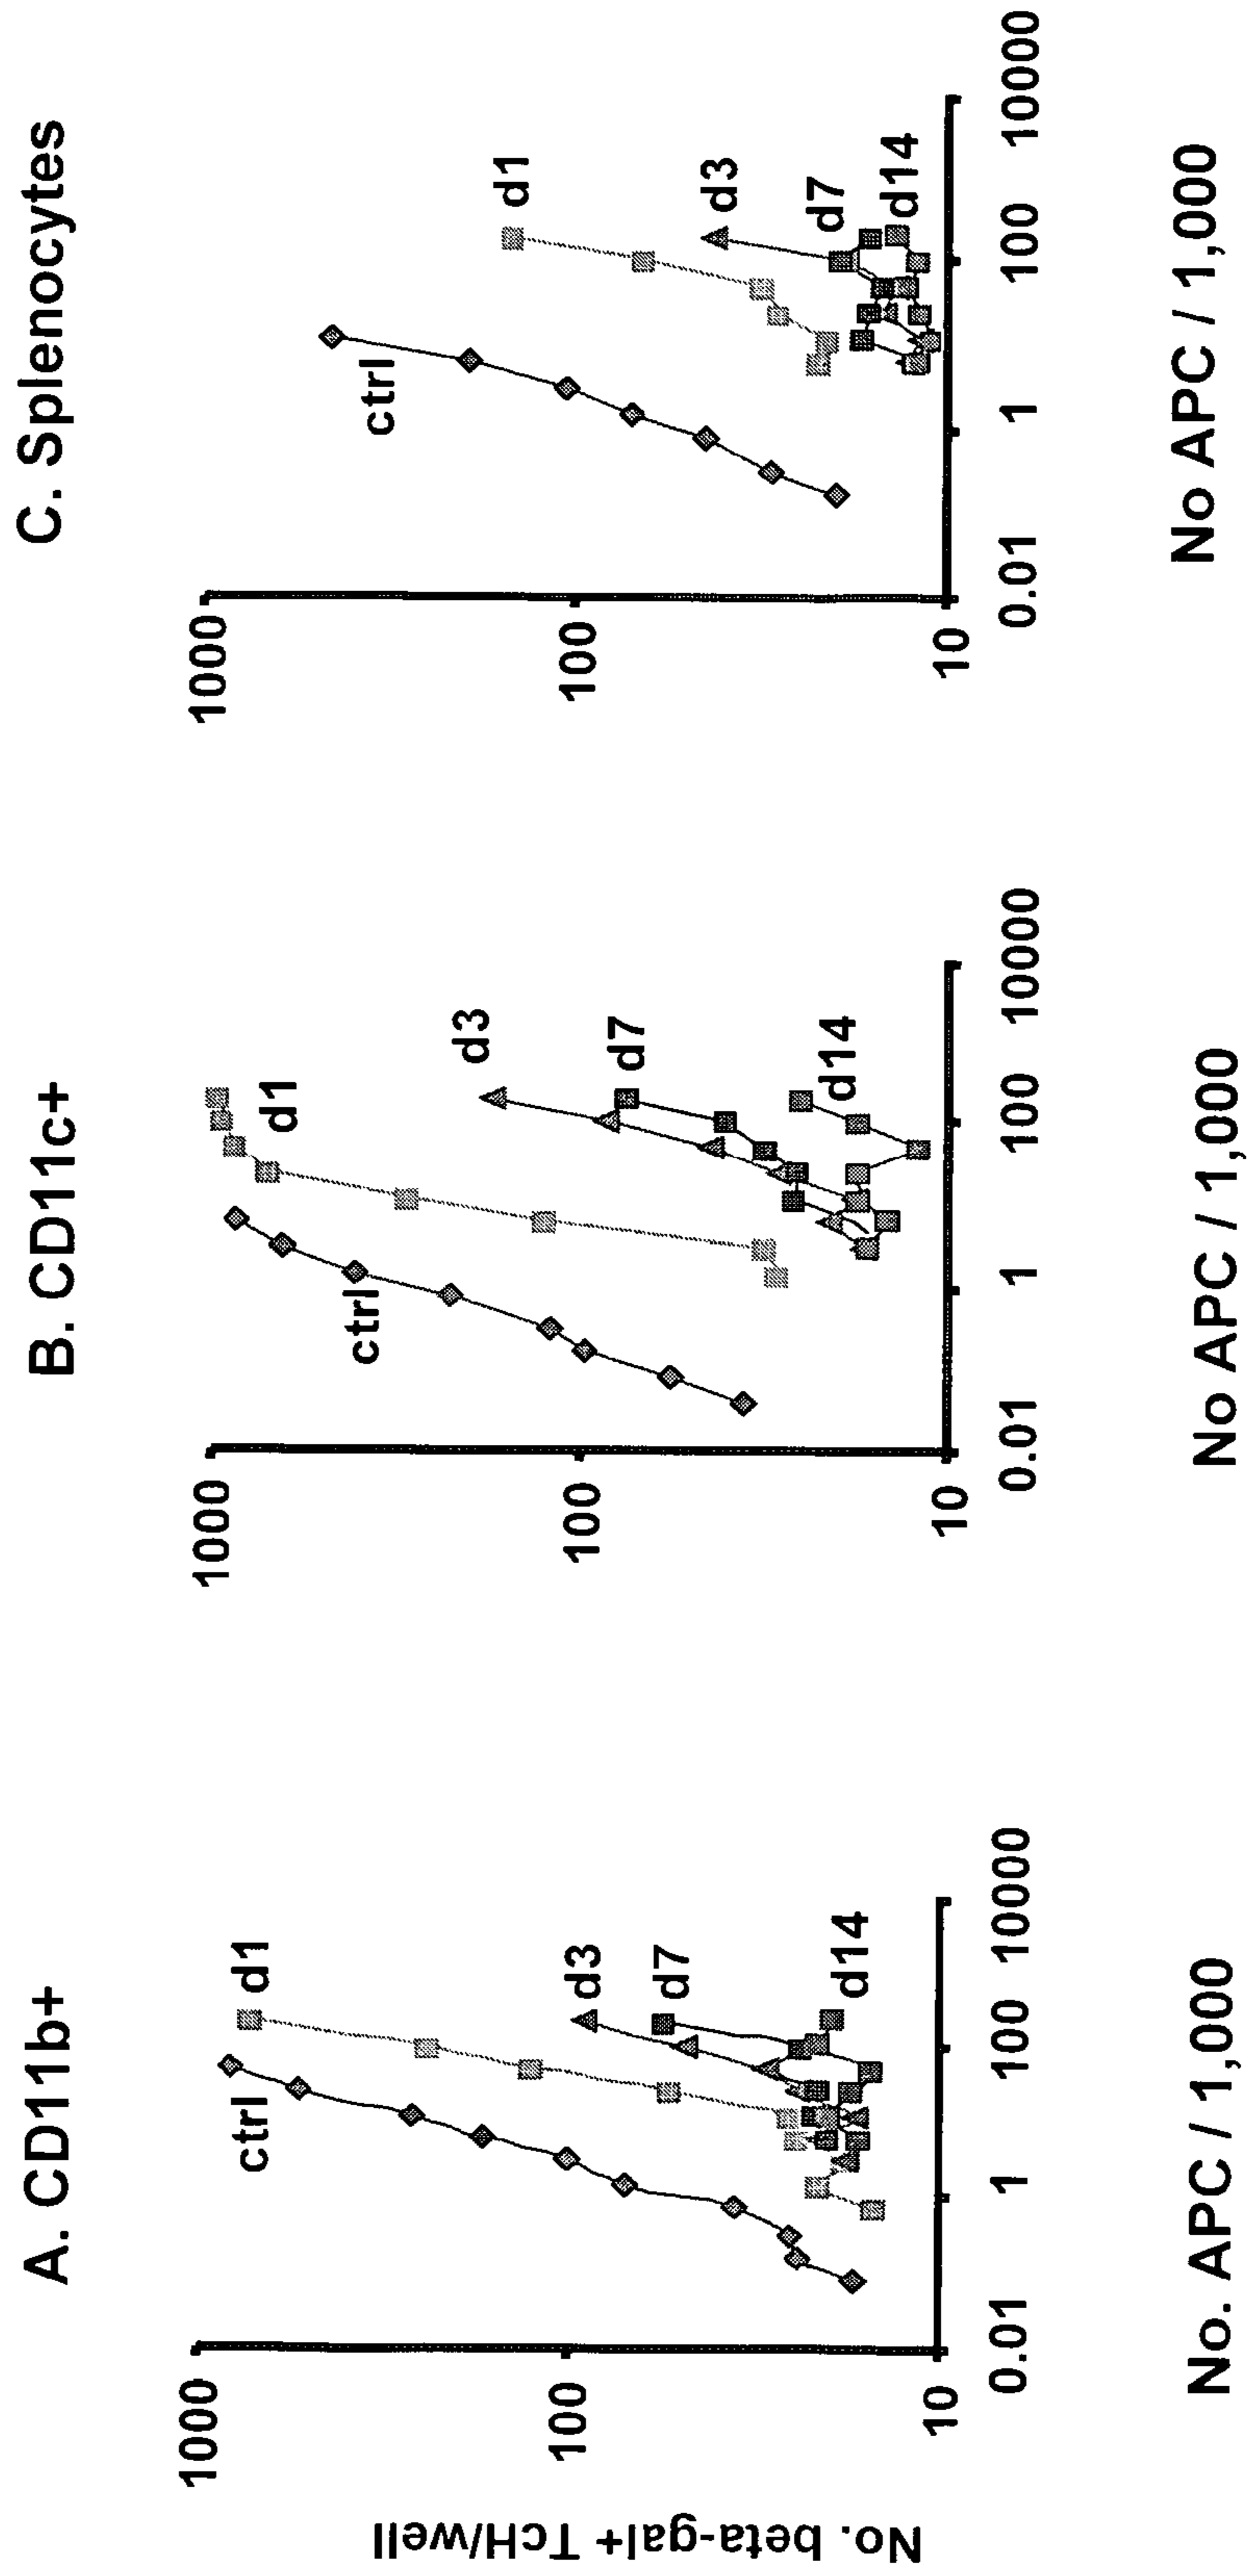 A. CD11b+
No. beta-gal+ TcH/well
1000
100
10
ctrl
d1
d3
d7
d14
0.01
1
100
10000
No. APC / 1,000
B. CD11c+
1000
100
10
ctrl
d1
d3
d7
d14
0.01
1
100
10000
No APC / 1,000
C. Splenocytes
1000
100
10
ctrl
d1
d3
d7
d14
0.01
1
100
10000
No APC / 1,000